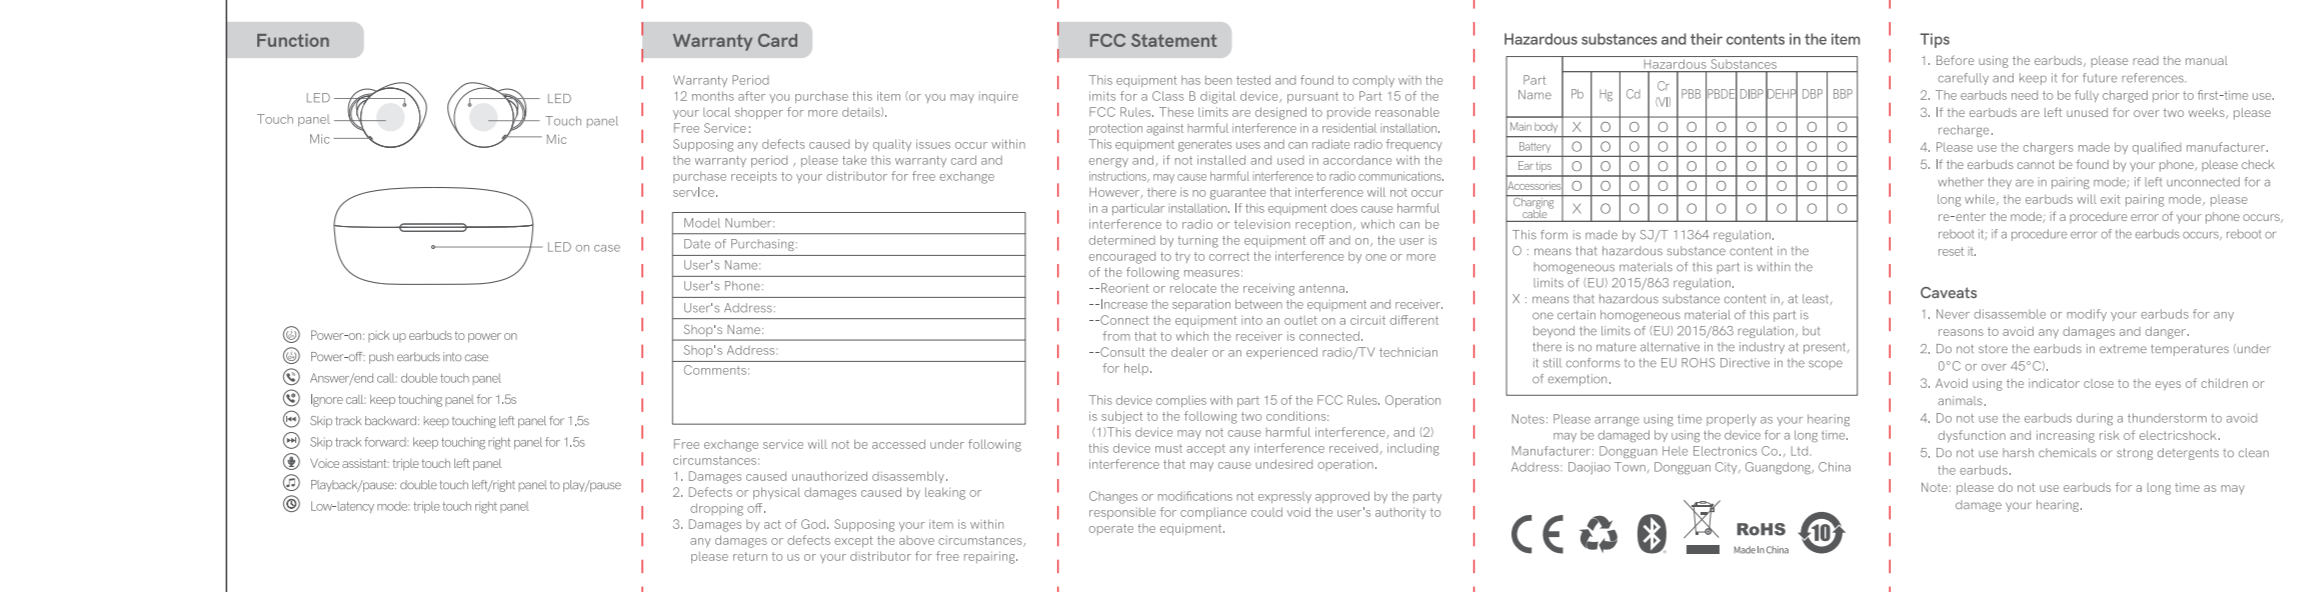 Function
LED
Touch panel
Mic
LED
Touch panel
Mic
LED on case
Power-on: pick up earbuds to power on
Power-off: push earbuds into case
Answer/end call: double touch panel
Ignore call: keep touching panel for 1.5s
Skip track backward: keep touching left panel for 1.5s
Skip track forward: keep touching right panel for 1.5s
Voice assistant: triple touch left panel
Playback/pause: double touch left/right panel to play/pause
Low-latency mode: triple touch right panel
Warranty Card
Warranty Period
12 months after you purchase this item (or you may inquire
your local shopper for more details).
Free Service:
Supposing any defects caused by quality issues occur within
the warranty period , please take this warranty card and
purchase receipts to your distributor for free exchange
servIce.
Model Number:
Date of Purchasing:
User's Name:
User's Phone:
User's Address:
Shop's Name:
Shop's Address:
Comments:
Free exchange service will not be accessed under following
circumstances:
1. Damages caused unauthorized disassembly.
2. Defects or physical damages caused by leaking or
dropping off.
3. Damages by act of God. Supposing your item is within
any damages or defects except the above circumstances,
please return to us or your distributor for free repairing.
FCC Statement
This equipment has been tested and found to comply with the
imits for a Class B digital device, pursuant to Part 15 of the
FCC Rules. These limits are designed to provide reasonable
protection against harmful interference in a residential installation.
This equipment generates uses and can radiate radio frequency
energy and, if not installed and used in accordance with the
instructions, may cause harmful interference to radio communications.
However, there is no guarantee that interference will not occur
in a particular installation. If this equipment does cause harmful
interference to radio or television reception, which can be
determined by turning the equipment off and on, the user is
encouraged to try to correct the interference by one or more
of the following measures:
--Reorient or relocate the receiving antenna.
--Increase the separation between the equipment and receiver.
--Connect the equipment into an outlet on a circuit different
from that to which the receiver is connected.
--Consult the dealer or an experienced radio/TV technician
for help.
This device complies with part 15 of the FCC Rules. Operation
is subject to the following two conditions:
(1)This device may not cause harmful interference, and (2)
this device must accept any interference received, including
interference that may cause undesired operation.
Changes or modifications not expressly approved by the party
responsible for compliance could void the user's authority to
operate the equipment.
Hazardous substances and their contents in the item
Part Name Hazardous Substances
Pb Hg Cd Cr (VI) PBB PBDE DIBP DEHP DBP BBP
Main body X O O O O O O O O O
Battery O O O O O O O O O O
Ear tips O O O O O O O O O O
Accessories O O O O O O O O O O
Charging cable X O O O O O O O O O
This form is made by SJ/T 11364 regulation.
O : means that hazardous substance content in the
homogeneous materials of this part is within the
limits of (EU) 2015/863 regulation.
X : means that hazardous substance content in, at least,
one certain homogeneous material of this part is
beyond the limits of (EU) 2015/863 regulation, but
there is no mature alternative in the industry at present,
it still conforms to the EU ROHS Directive in the scope
of exemption.
Notes: Please arrange using time properly as your hearing
may be damaged by using the device for a long time.
Manufacturer: Dongguan Hele Electronics Co., Ltd.
Address: Daojiao Town, Dongguan City, Guangdong, China
CE
RoHS
Made In China
10
Tips
1. Before using the earbuds, please read the manual
carefully and keep it for future references.
2. The earbuds need to be fully charged prior to first-time use.
3. If the earbuds are left unused for over two weeks, please
recharge.
4. Please use the chargers made by qualified manufacturer.
5. If the earbuds cannot be found by your phone, please check
whether they are in pairing mode; if left unconnected for a
long while, the earbuds will exit pairing mode, please
re-enter the mode; if a procedure error of your phone occurs,
reboot it; if a procedure error of the earbuds occurs, reboot or
reset it.
Caveats
1. Never disassemble or modify your earbuds for any
reasons to avoid any damages and danger.
2. Do not store the earbuds in extreme temperatures (under
0°C or over 45°C).
3. Avoid using the indicator close to the eyes of children or
animals.
4. Do not use the earbuds during a thunderstorm to avoid
dysfunction and increasing risk of electricshock.
5. Do not use harsh chemicals or strong detergents to clean
the earbuds.
Note: please do not use earbuds for a long time as may
damage your hearing.